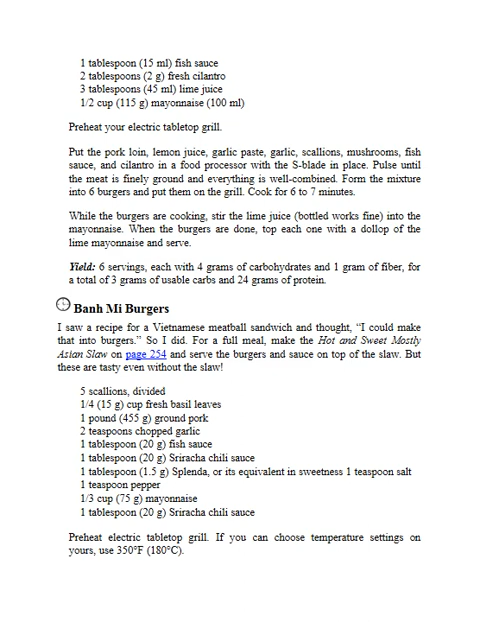 1 tablespoon (15 ml) fish sauce
2 tablespoons (2 g) fresh cilantro
3 tablespoons (45 ml) lime juice
1/2 cup (115 g) mayonnaise (100 ml)
Preheat your electric tabletop grill.
Put the pork loin, lemon juice, garlic paste, garlic, scallions, mushrooms, fish
sauce, and cilantro in a food processor with the S-blade in place. Pulse until
the meat is finely ground and everything is well-combined. Form the mixture
into 6 burgers and put them on the grill. Cook for 6 to 7 minutes.
While the burgers are cooking, stir the lime juice (bottled works fine) into the
mayonnaise. When the burgers are done, top each one with a dollop of the
lime mayonnaise and serve.
Yield: 6 servings, each with 4 grams of carbohydrates and 1 gram of fiber, for
a total of 3 grams of usable carbs and 24 grams of protein.
Banh Mi Burgers
I saw a recipe for a Vietnamese meatball sandwich and thought, “I could make
that into burgers.” So I did. For a full meal, make the Hot and Sweet Mostly
Asian Slaw on page 254 and serve the burgers and sauce on top of the slaw. But
these are tasty even without the slaw!
5 scallions, divided
1/4 (15 g) cup fresh basil leaves
1 pound (455 g) ground pork
2 teaspoons chopped garlic
1 tablespoon (20 g) fish sauce
1 tablespoon (20 g) Sriracha chili sauce
1 tablespoon (1.5 g) Splenda, or its equivalent in sweetness 1 teaspoon salt
1 teaspoon pepper
1/3 cup (75 g) mayonnaise
1 tablespoon (20 g) Sriracha chili sauce
Preheat electric tabletop grill. If you can choose temperature settings on
yours, use 350°F (180°C).